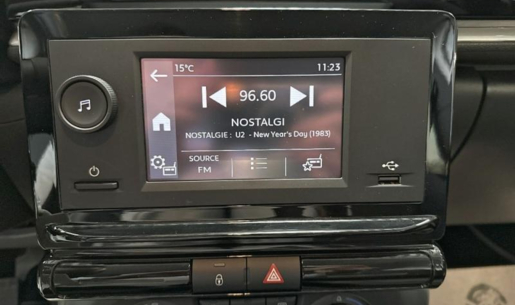 15°C 11:23
96.60
NOSTALGI
NOSTALGIE : U2 - New Year's Day (1983)
SOURCE
FM